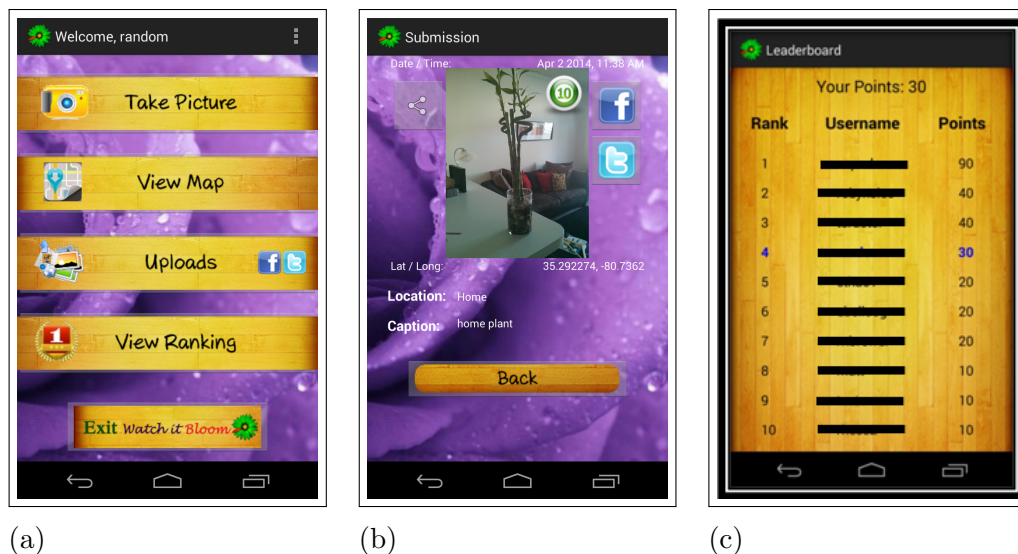 Welcome, random
Take Picture
View Map
Uploads
View Ranking
Exit Watch it Bloom
(a)
Submission
Date / Time: Apr 2 2014, 11.38 AM
10
Lat / Long: 35.292274, -80.7362
Location: Home
Caption: home plant
Back
(b)
Leaderboard
Your Points: 30
Rank Username Points
1 90
2 40
3 40
4 30
5 20
6 20
7 20
8 10
9 10
10 10
(c)